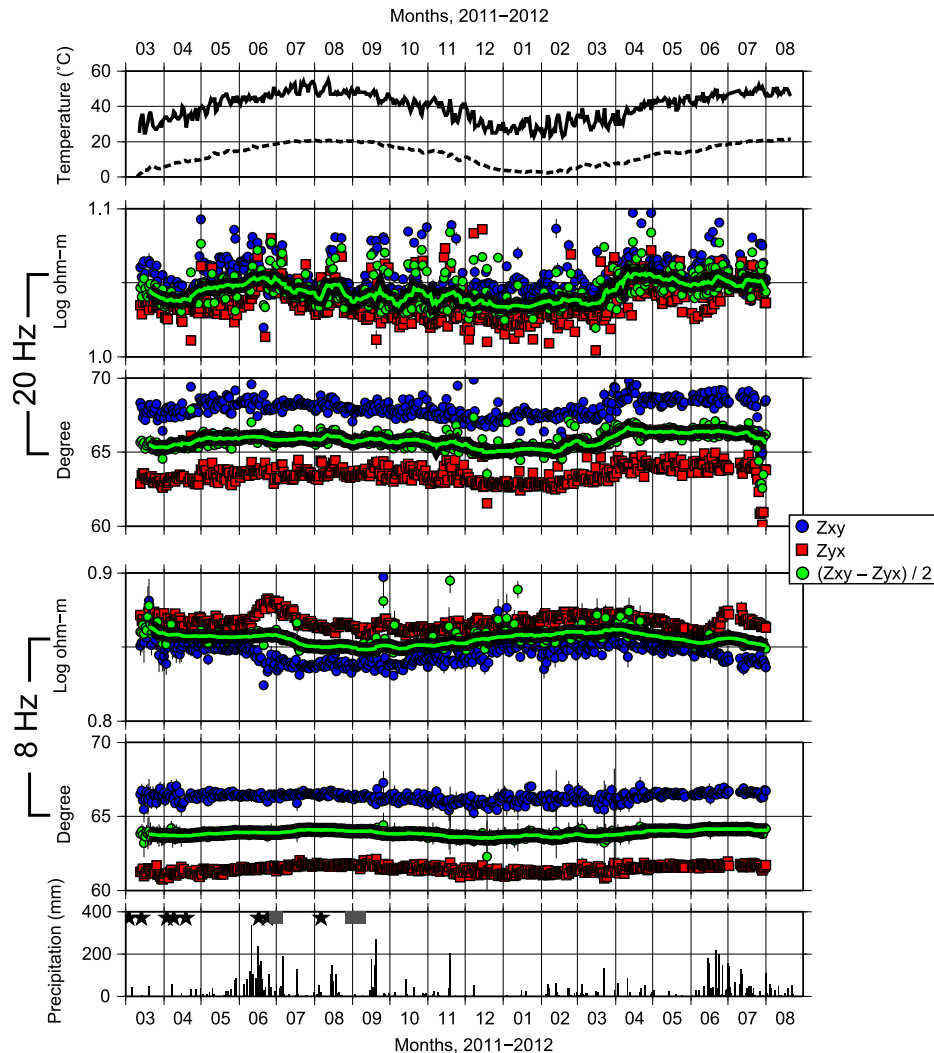 Months, 2011−2012
03 04 05 06 07 08 09 10 11 12 01 02 03 04 05 06 07 08
Temperature (˚C)
60
40
20
0
20 Hz
Log ohm−m
1.1
1.0
Degree
70
65
60
Zxy
Zyx
(Zxy − Zyx) / 2
8 Hz
Log ohm−m
0.9
0.8
Degree
70
65
60
Precipitation (mm)
400
200
0
03 04 05 06 07 08 09 10 11 12 01 02 03 04 05 06 07 08
Months, 2011−2012